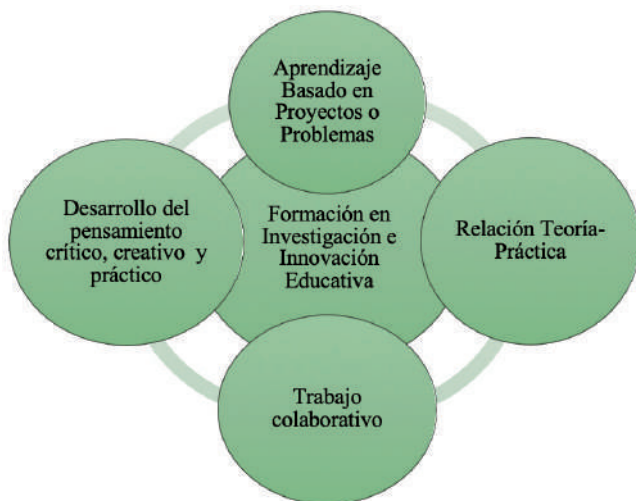 Aprendizaje
Basado en
Proyectos o
Problemas
Desarrollo del
pensamiento
crítico, creativo y
práctico
Formación en
Investigación e
Innovación
Educativa
Relación Teoría-
Práctica
Trabajo
colaborativo